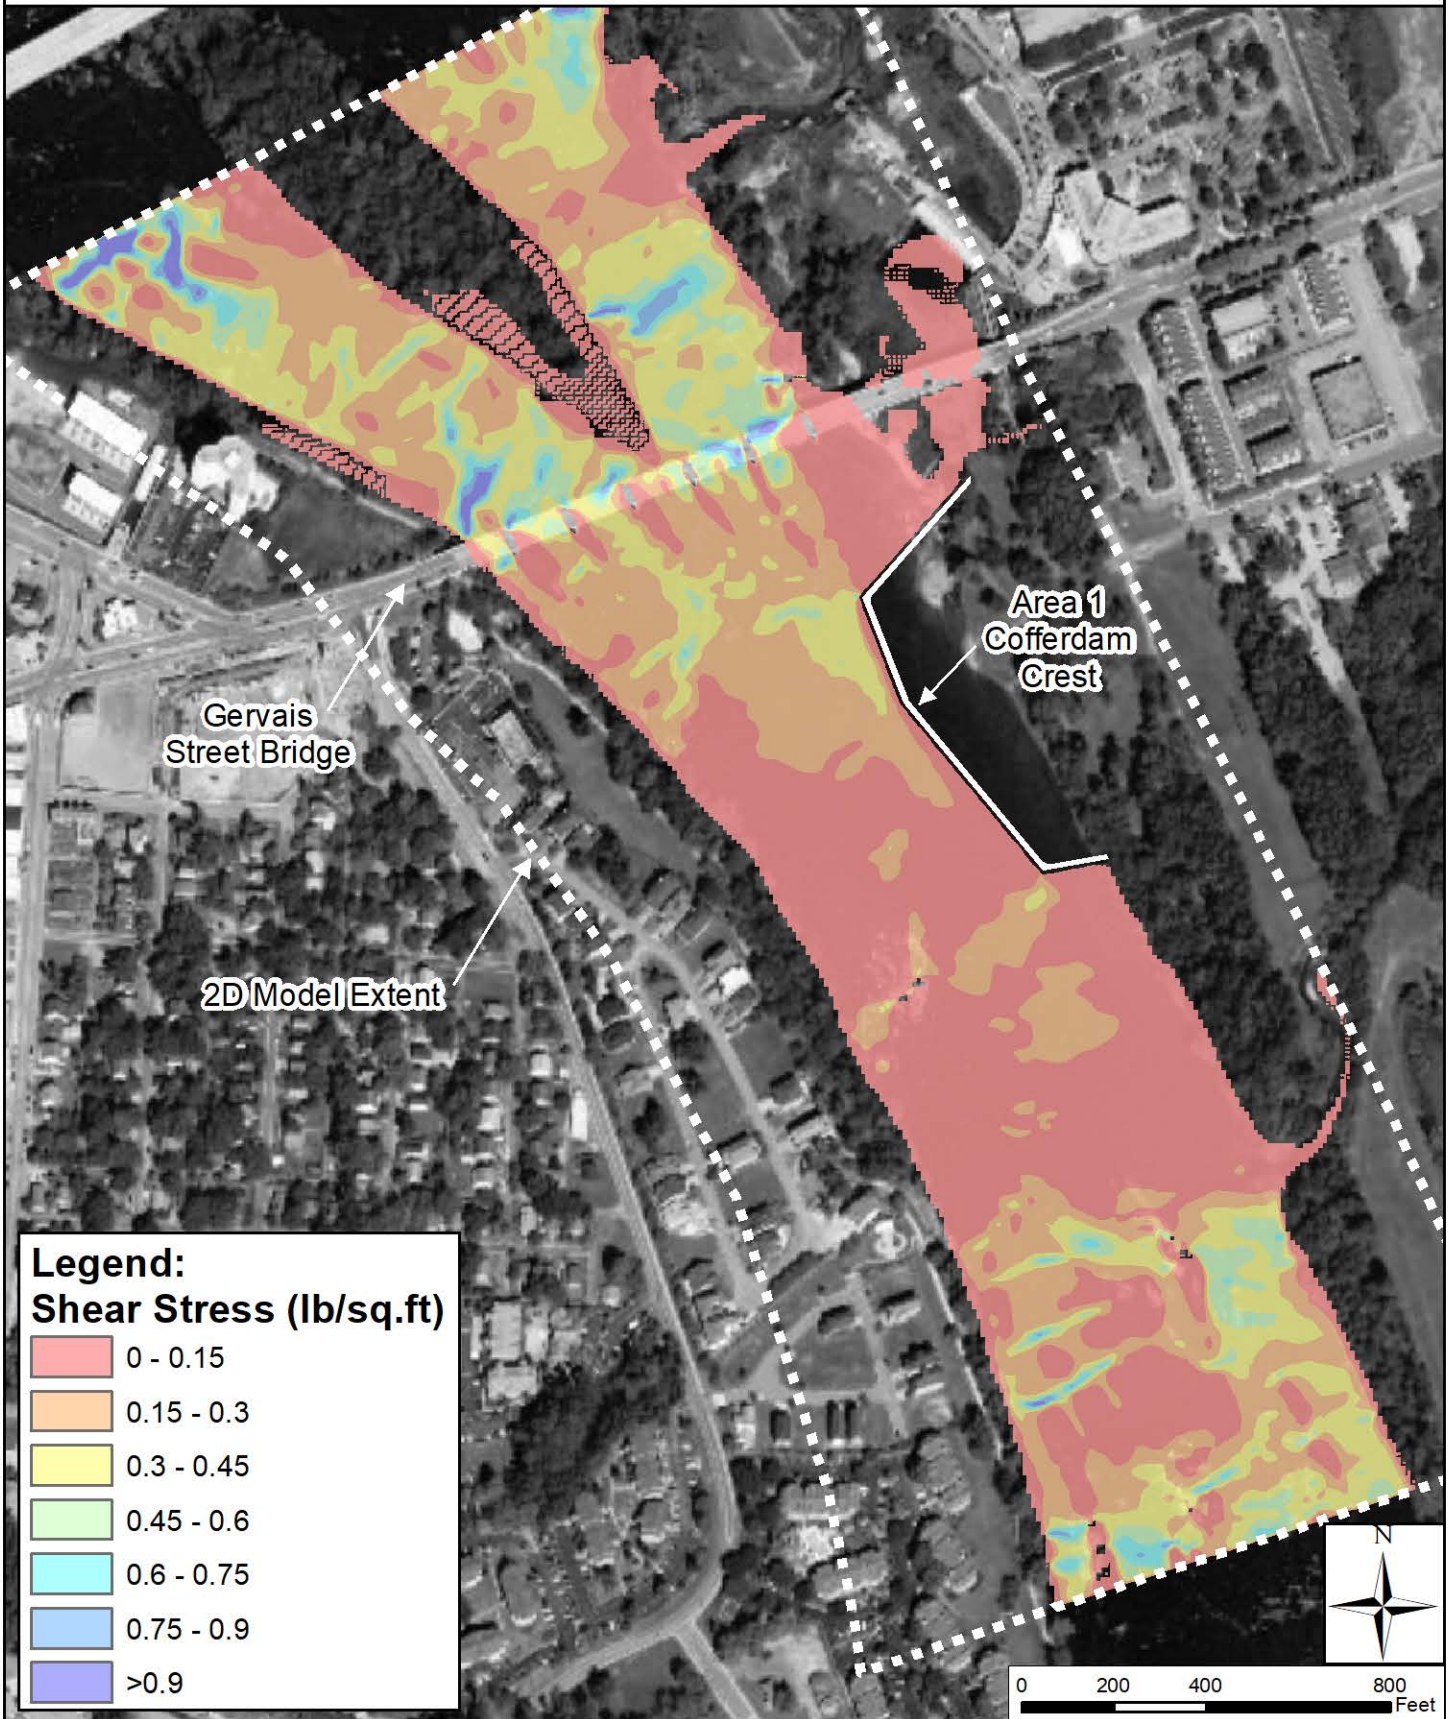 Area 1
Cofferdam
Crest
Gervais
Street Bridge
2D Model Extent
Legend:
Shear Stress (lb/sq.ft)
0 - 0.15
0.15 - 0.3
0.3 - 0.45
0.45 - 0.6
0.6 - 0.75
0.75 - 0.9
>0.9
N
0 200 400 800
Feet